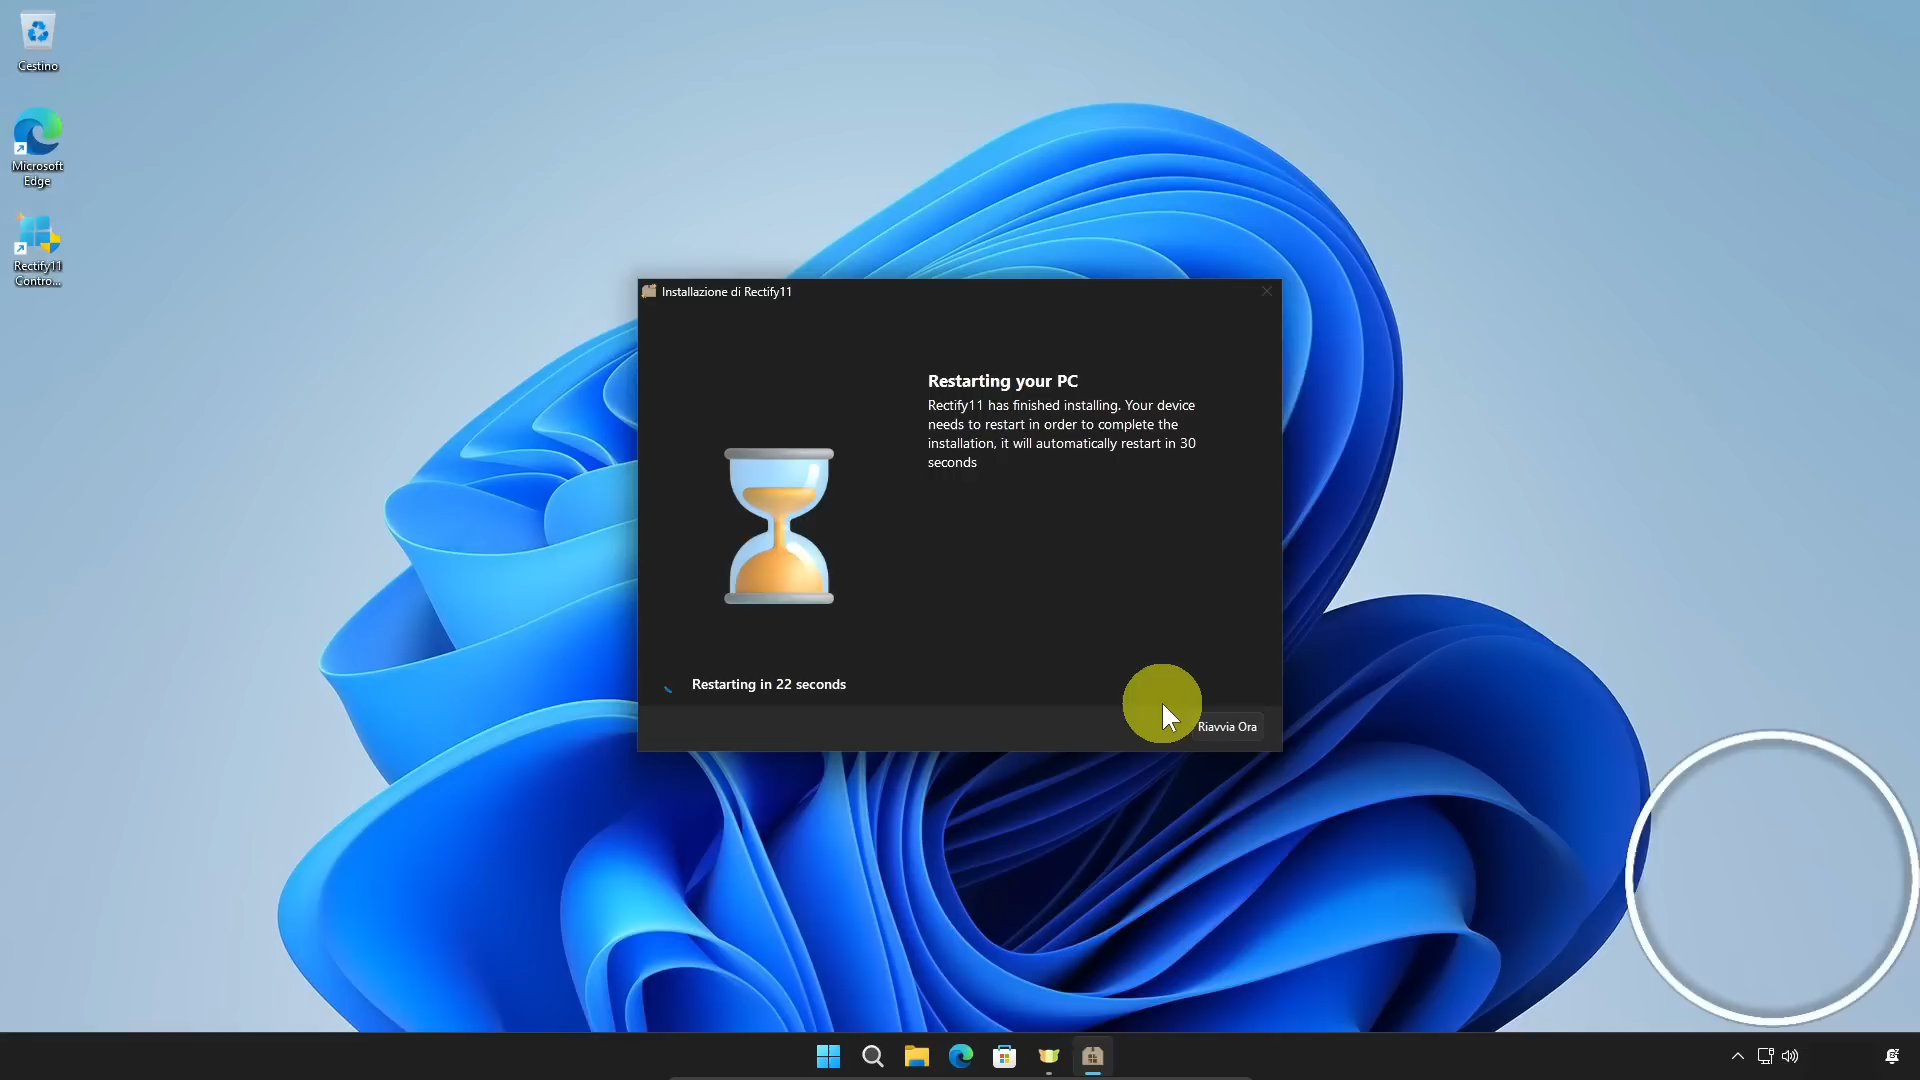 Cestino
Microsoft
Edge
Rectify11
Contro...
Installazione di Rectify11
Restarting your PC
Rectify11 has finished installing. Your device
needs to restart in order to complete the
installation, it will automatically restart in 30
seconds
Restarting in 22 seconds
Riavvia Ora